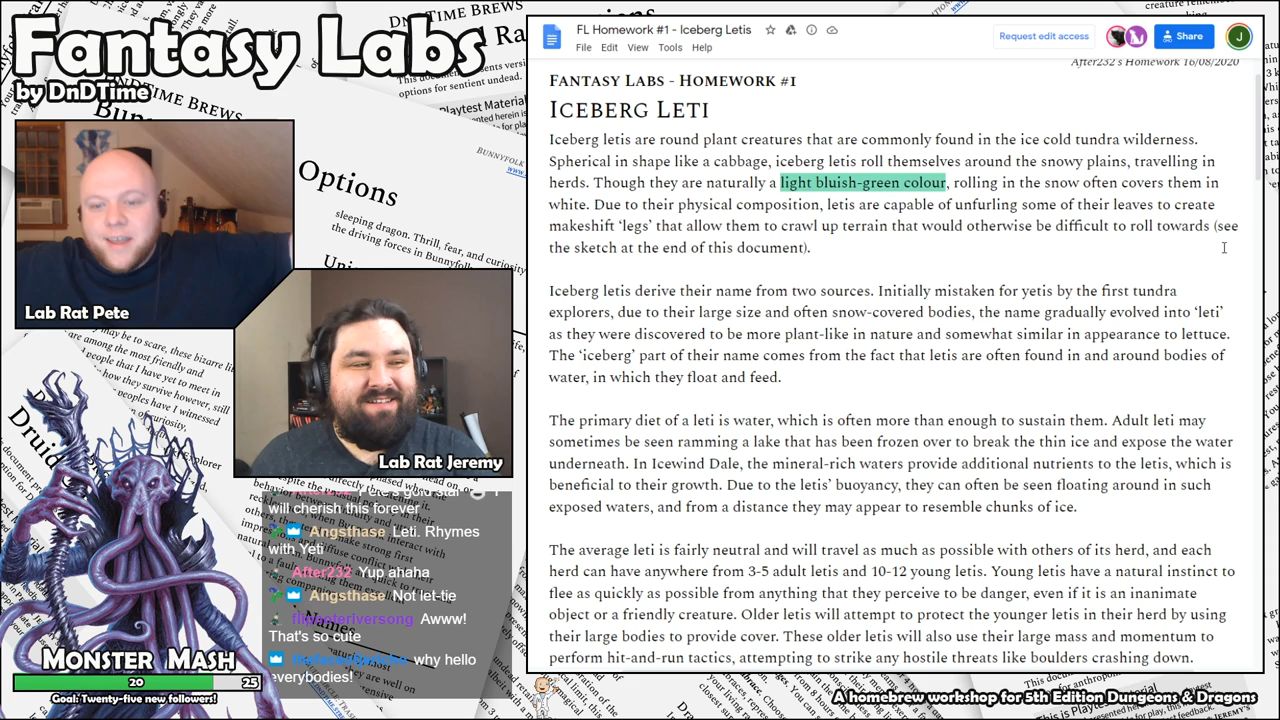 Fantasy Labs
by DnDTime
DNDTIME BREWS
Options
sleeping dragon. Thrill, fear, and curiosity
the driving forces in Bunnyfolk
options for sentient undead.
Playtest Material
Lab Rat Pete
Lab Rat Jeremy
Druid
Names
will cherish this forever
Angsthase Leti. Rhymes
with Yeti
After232 Yup ahaha
Angsthase Not let-tie
Awww!
That's so cute
why hello
everybodies!
Monster Mash
20
25
Goal: Twenty-five new followers!
FL Homework #1 - Iceberg Letis
File Edit View Tools Help
Request edit access
Share
J
After232's Homework 16/08/2020
Fantasy Labs - Homework #1
Iceberg Leti
Iceberg letis are round plant creatures that are commonly found in the ice cold tundra wilderness.
Spherical in shape like a cabbage, iceberg letis roll themselves around the snowy plains, travelling in
herds. Though they are naturally a light bluish-green colour, rolling in the snow often covers them in
white. Due to their physical composition, letis are capable of unfurling some of their leaves to create
makeshift ‘legs’ that allow them to crawl up terrain that would otherwise be difficult to roll towards (see
the sketch at the end of this document).
Iceberg letis derive their name from two sources. Initially mistaken for yetis by the first tundra
explorers, due to their large size and often snow-covered bodies, the name gradually evolved into ‘leti’
as they were discovered to be more plant-like in nature and somewhat similar in appearance to lettuce.
The ‘iceberg’ part of their name comes from the fact that letis are often found in and around bodies of
water, in which they float and feed.
The primary diet of a leti is water, which is often more than enough to sustain them. Adult leti may
sometimes be seen ramming a lake that has been frozen over to break the thin ice and expose the water
underneath. In Icewind Dale, the mineral-rich waters provide additional nutrients to the letis, which is
beneficial to their growth. Due to the letis’ buoyancy, they can often be seen floating around in such
exposed waters, and from a distance they may appear to resemble chunks of ice.
The average leti is fairly neutral and will travel as much as possible with others of its herd, and each
herd can have anywhere from 3-5 adult letis and 10-12 young letis. Young letis have a natural instinct to
flee as quickly as possible from anything that they perceive to be danger, even if it is an inanimate
object or a friendly creature. Older letis will attempt to protect the younger letis in their herd by using
their large bodies to provide cover. These older letis will also use their large mass and momentum to
perform hit-and-run tactics, attempting to strike any hostile threats like boulders crashing down.
A homebrew workshop for 5th Edition Dungeons & Dragons